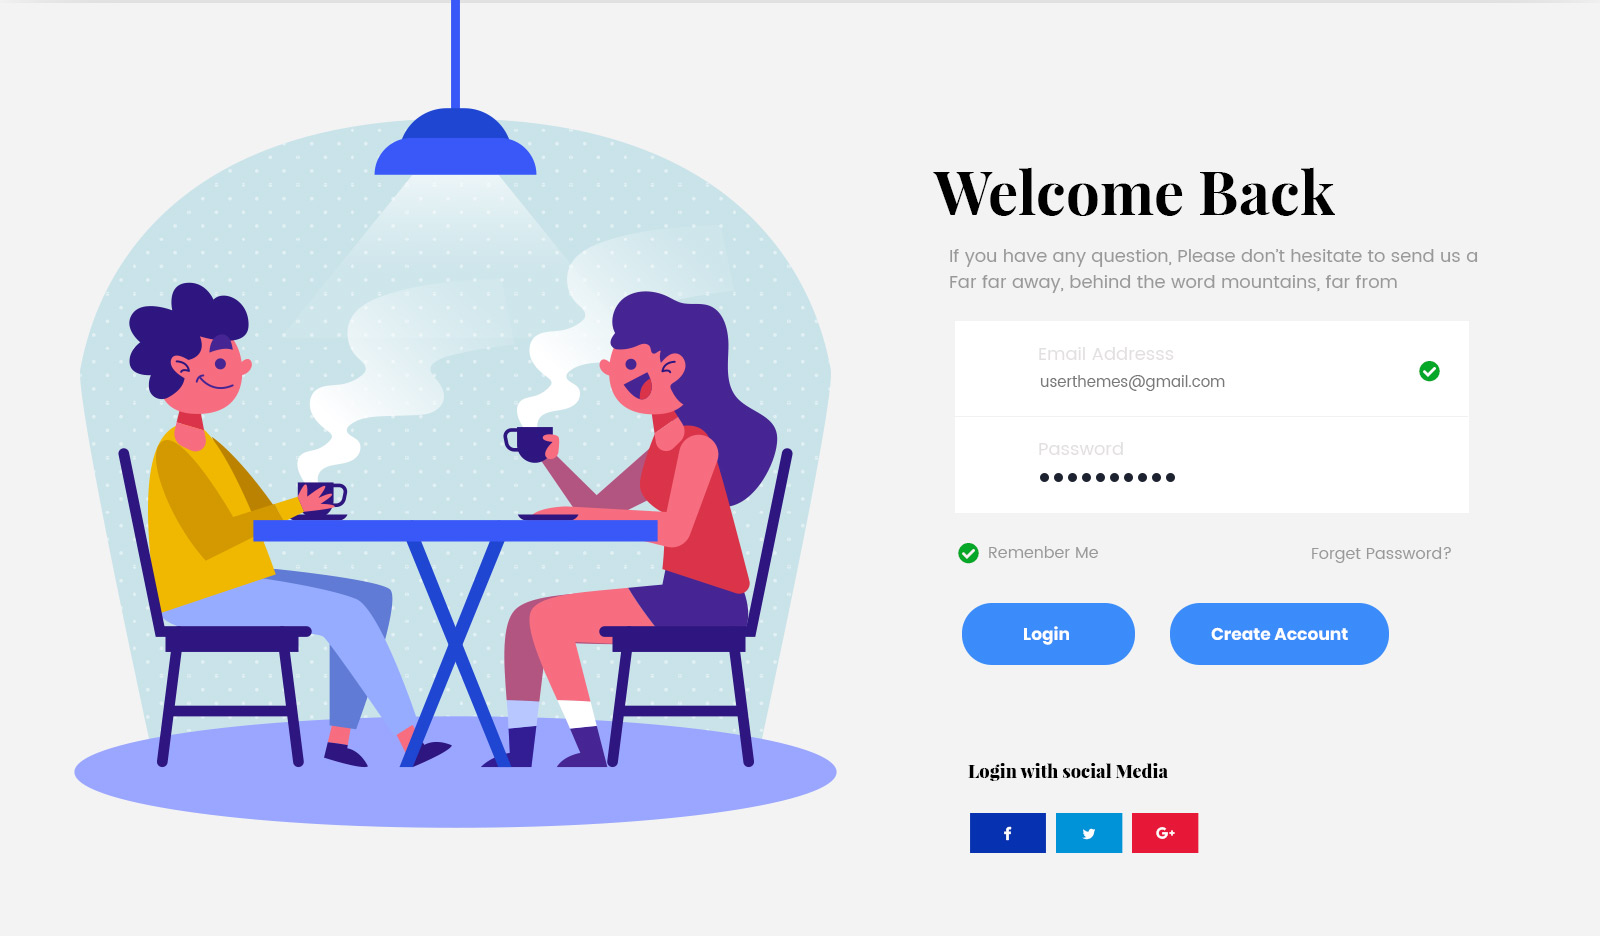 Welcome Back
If you have any question, Please don't hesitate to send us a
Far far away, behind the word mountains, far from
Email Addresss
userthemes@gmail.com
Password
Remenber Me
Forget Password?
Login
Create Account
Login with social Media
f
G+